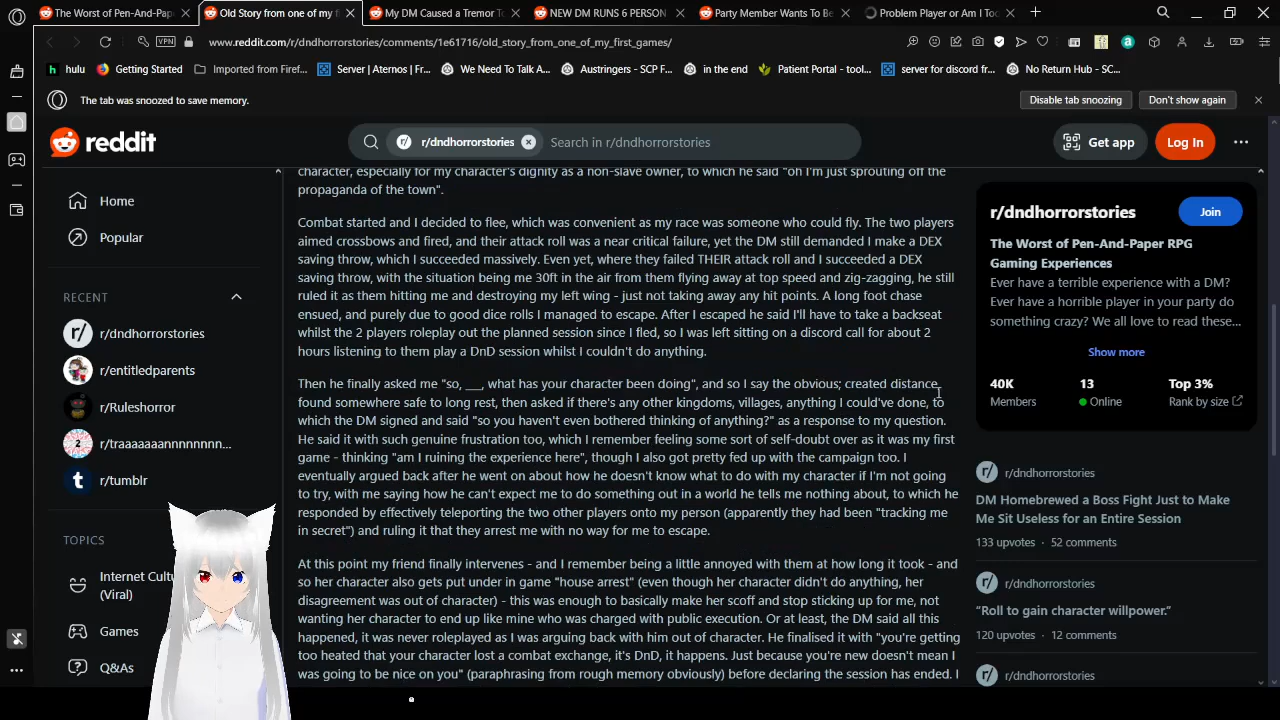 The Worst of Pen-And-Pape
Old Story from one of my f
My DM Caused a Tremor To
NEW DM RUNS 6 PERSON
Party Member Wants To Be
Problem Player or Am I Too
VPN
www.reddit.com/r/dndhorrorstories/comments/1e61716/old_story_from_one_of_my_first_games/
hulu
Getting Started
Imported from Firef...
Server | Aternos | Fr...
We Need To Talk A...
Austringers - SCP F...
in the end
Patient Portal - tool...
server for discord fr...
No Return Hub - SC...
The tab was snoozed to save memory.
Disable tab snoozing
Don't show again
reddit
r/dndhorrorstories
Search in r/dndhorrorstories
Get app
Log In
Home
Popular
RECENT
r/dndhorrorstories
r/entitledparents
r/Ruleshorror
r/traaaaaannnnnnnn...
r/tumblr
TOPICS
Internet Cult
(Viral)
Games
Q&As
character, especially for my character's dignity as a non-slave owner, to which he said "oh I'm just sprouting off the
propaganda of the town".
Combat started and I decided to flee, which was convenient as my race was someone who could fly. The two players
aimed crossbows and fired, and their attack roll was a near critical failure, yet the DM still demanded I make a DEX
saving throw, which I succeeded massively. Even yet, where they failed THEIR attack roll and I succeeded a DEX
saving throw, with the situation being me 30ft in the air from them flying away at top speed and zig-zagging, he still
ruled it as them hitting me and destroying my left wing - just not taking away any hit points. A long foot chase
ensued, and purely due to good dice rolls I managed to escape. After I escaped he said I'll have to take a backseat
whilst the 2 players roleplay out the planned session since I fled, so I was left sitting on a discord call for about 2
hours listening to them play a DnD session whilst I couldn't do anything.
Then he finally asked me "so, ___, what has your character been doing", and so I say the obvious; created distance,
found somewhere safe to long rest, then asked if there's any other kingdoms, villages, anything I could've done, to
which the DM signed and said "so you haven't even bothered thinking of anything?" as a response to my question.
He said it with such genuine frustration too, which I remember feeling some sort of self-doubt over as it was my first
game - thinking "am I ruining the experience here", though I also got pretty fed up with the campaign too. I
eventually argued back after he went on about how he doesn't know what to do with my character if I'm not going
to try, with me saying how he can't expect me to do something out in a world he tells me nothing about, to which he
responded by effectively teleporting the two other players onto my person (apparently they had been "tracking me
in secret") and ruling it that they arrest me with no way for me to escape.
At this point my friend finally intervenes - and I remember being a little annoyed with them at how long it took - and
so her character also gets put under in game "house arrest" (even though her character didn't do anything, her
disagreement was out of character) - this was enough to basically make her scoff and stop sticking up for me, not
wanting her character to end up like mine who was charged with public execution. Or at least, the DM said all this
happened, it was never roleplayed as I was arguing back with him out of character. He finalised it with "you're getting
too heated that your character lost a combat exchange, it's DnD, it happens. Just because you're new doesn't mean I
was going to be nice on you" (paraphrasing from rough memory obviously) before declaring the session has ended. I
r/dndhorrorstories
Join
The Worst of Pen-And-Paper RPG
Gaming Experiences
Ever have a terrible experience with a DM?
Ever have a horrible player in your party do
something crazy? We all love to read these...
Show more
40K
13
Top 3%
Members
Online
Rank by size
r/dndhorrorstories
DM Homebrewed a Boss Fight Just to Make
Me Sit Useless for an Entire Session
133 upvotes · 52 comments
r/dndhorrorstories
"Roll to gain character willpower."
120 upvotes · 12 comments
r/dndhorrorstories